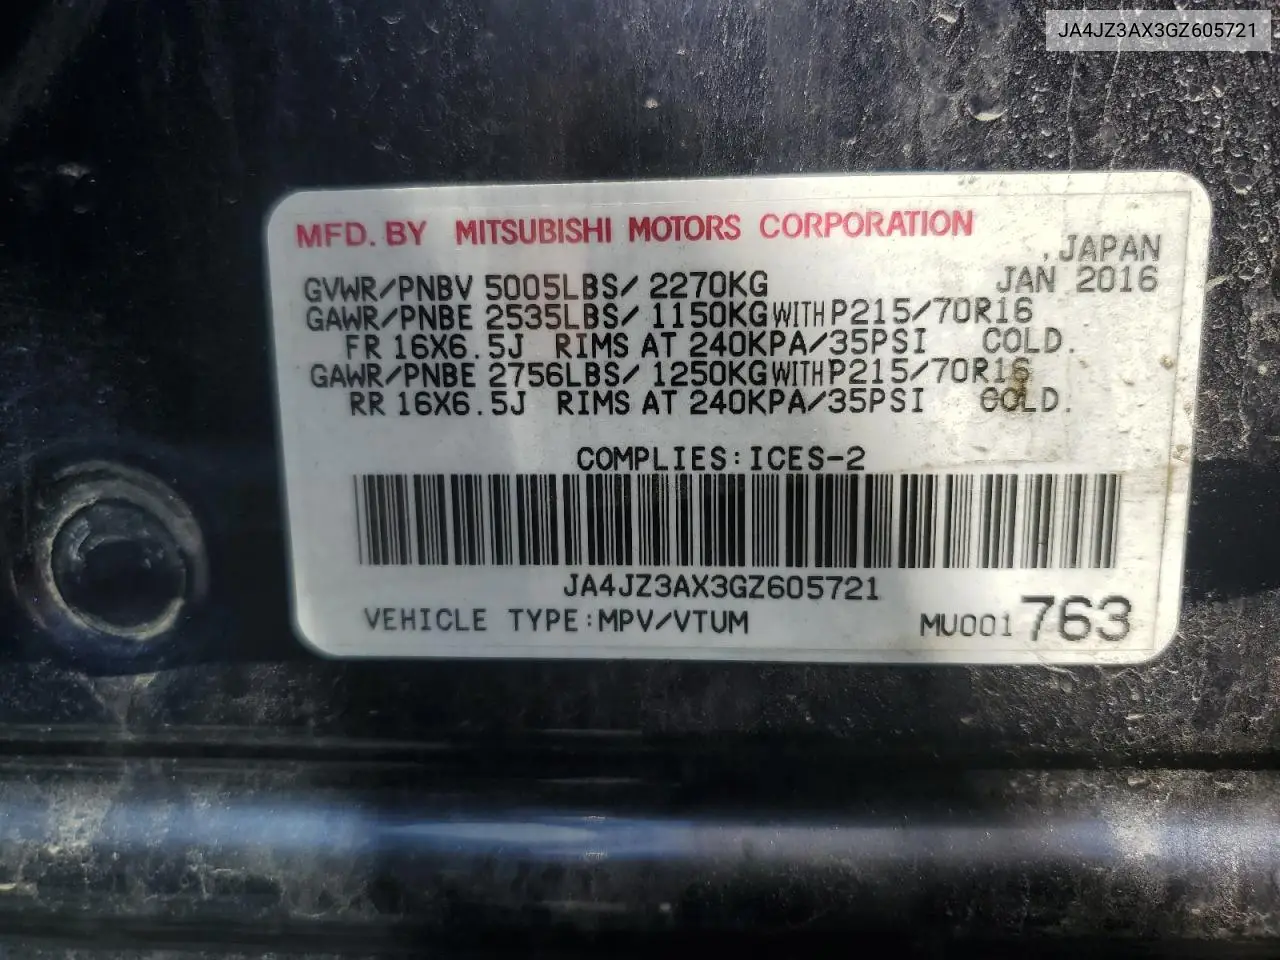 JA4JZ3AX3GZ605721
MFD. BY MITSUBISHI MOTORS CORPORATION
, JAPAN
GVWR/PNBV 5005LBS/ 2270KG JAN 2016
GAWR/PNBE 2535LBS/ 1150KG WITH P215/70R16
FR 16X6.5J RIMS AT 240KPA/35PSI COLD.
GAWR/PNBE 2756LBS/ 1250KG WITH P215/70R16
RR 16X6.5J RIMS AT 240KPA/35PSI COLD.
COMPLIES:ICES-2
JA4JZ3AX3GZ605721
VEHICLE TYPE:MPV/VTUM MU001763